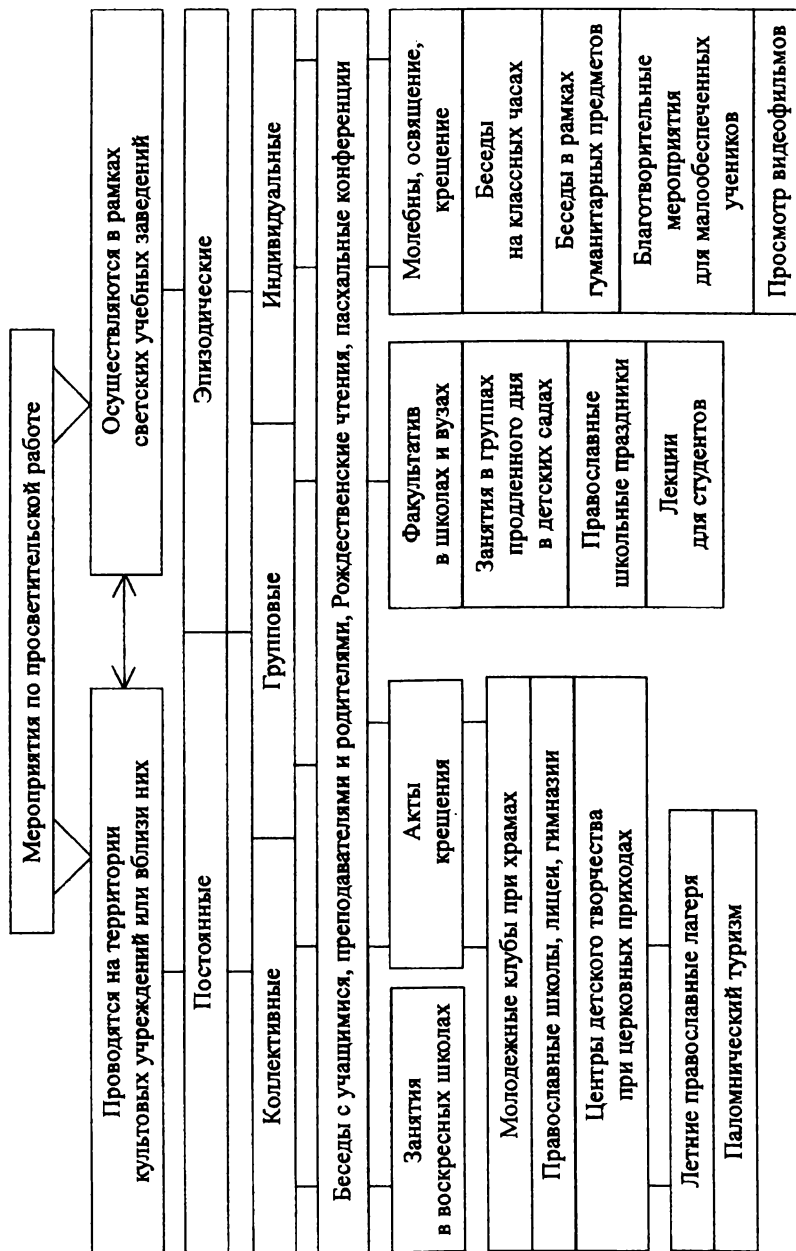 Мероприятия по просветительской работе
Проводятся на территории
культовых учреждений или вблизи них
Осуществляются в рамках
светских учебных заведений
Постоянные
Эпизодические
Коллективные
Групповые
Индивидуальные
Беседы с учащимися, преподавателями и родителями, Рождественские чтения, пасхальные конференции
Занятия
в воскресных школах
Акты
крещения
Молодежные клубы при храмах
Православные школы, лицеи, гимназии
Центры детского творчества
при церковных приходах
Летние православные лагеря
Паломнический туризм
Факультатив
в школах и вузах
Занятия в группах
продленного дня
в детских садах
Православные
школьные праздники
Лекции
для студентов
Молебны, освящение,
крещение
Беседы
на классных часах
Беседы в рамках
гуманитарных предметов
Благотворительные
мероприятия
для малообеспеченных
учеников
Просмотр видеофильмов